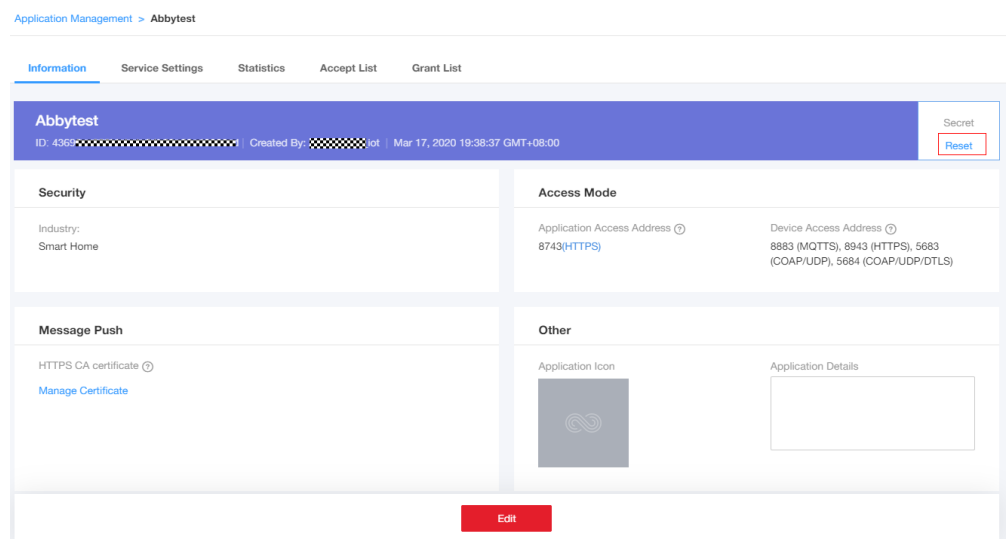 Application Management > Abbytest
Information Service Settings Statistics Accept List Grant List
Abbytest
ID: 4369 | Created By: iot | Mar 17, 2020 19:38:37 GMT+08:00
Secret
Reset
Security
Industry:
Smart Home
Access Mode
Application Access Address
8743(HTTPS)
Device Access Address
8883 (MQTTS), 8943 (HTTPS), 5683
(COAP/UDP), 5684 (COAP/UDP/DTLS)
Message Push
HTTPS CA certificate
Manage Certificate
Other
Application Icon
Application Details
Edit